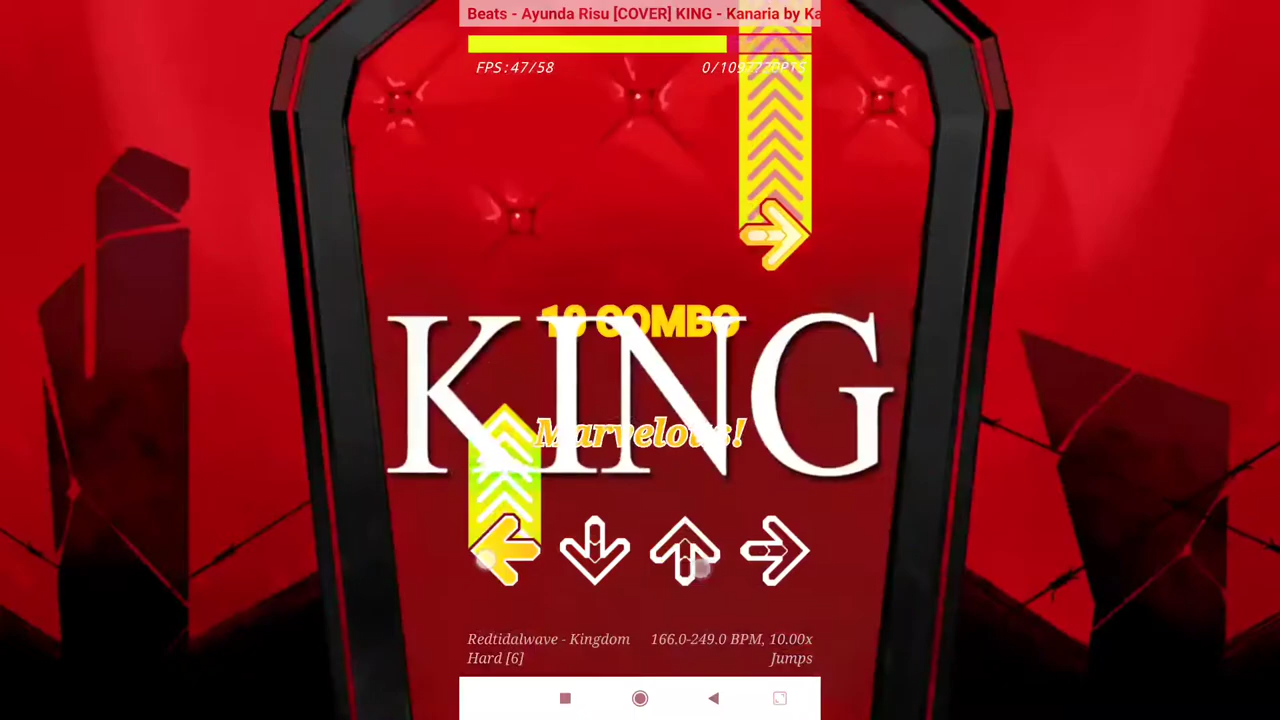 Beats - Ayunda Risu [COVER] KING - Kanaria by Ka
FPS:47/58
COMBO
KING
Marvelous!
Redtidalwave - Kingdom
166.0-249.0 BPM, 10.00x
Hard [6]
Jumps